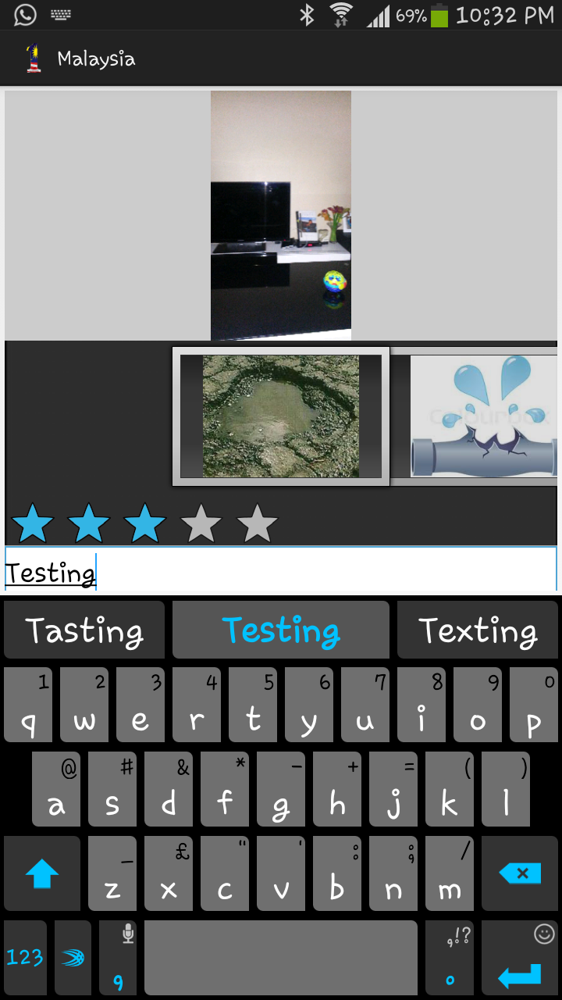 69% 10:32 PM
Malaysia
colourbox
Testing
Tasting Testing Texting
1 2 3 4 5 6 7 8 9 0
q w e r t y u i o p
@ # & * - + = ( )
a s d f g h j k l
_ £ " ' : ; /
z x c v b n m
,!?
123 , .